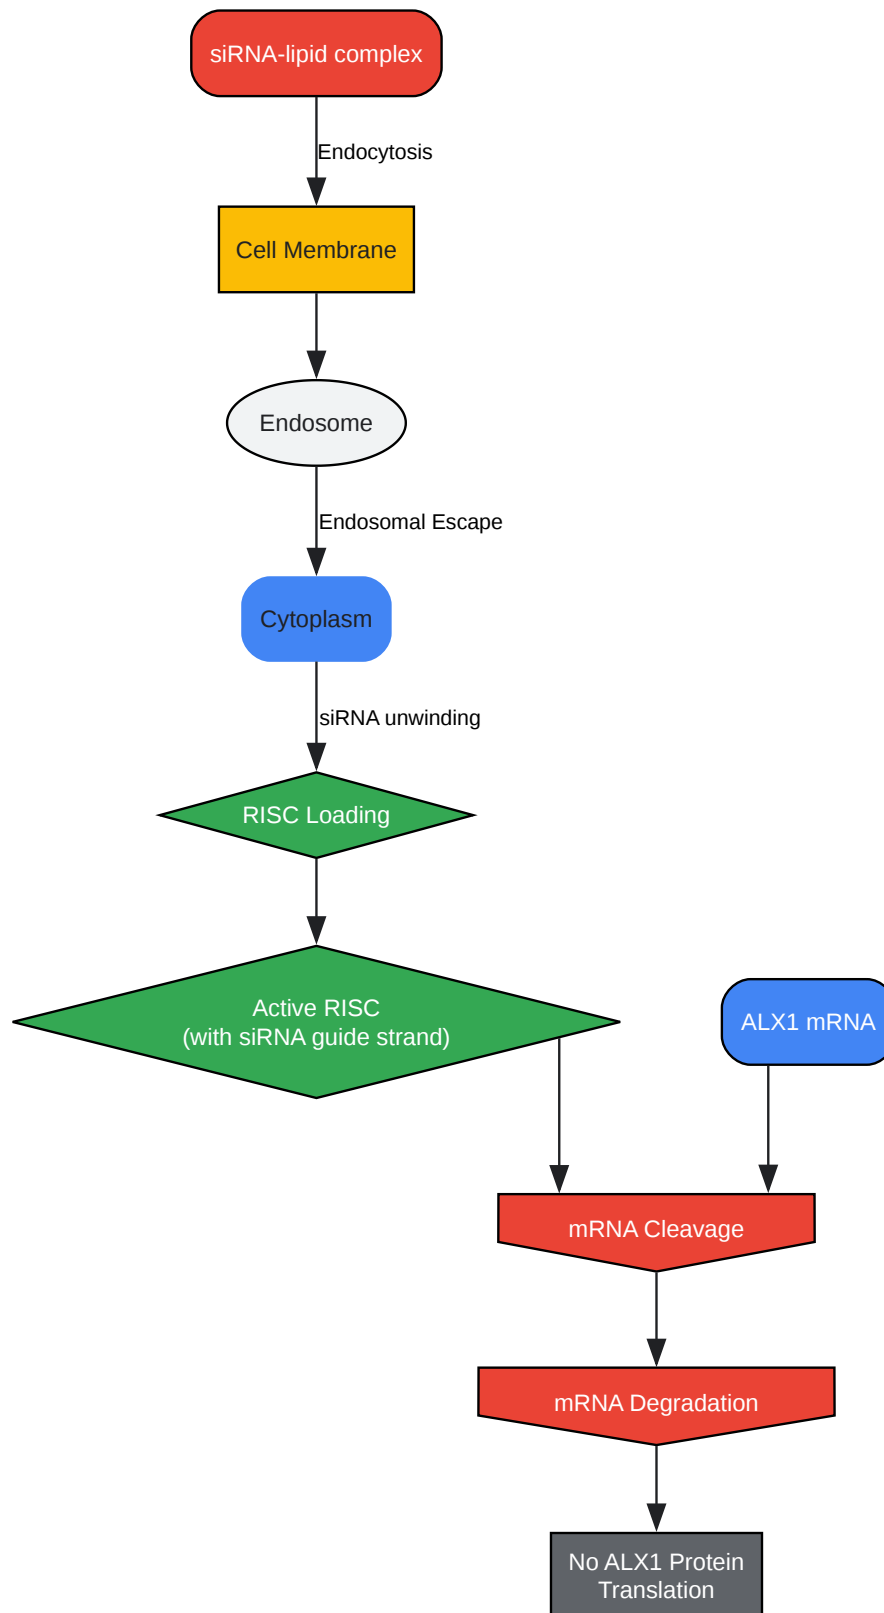 siRNA-lipid complex
Endocytosis
Cell Membrane
Endosome
Endosomal Escape
Cytoplasm
siRNA unwinding
RISC Loading
Active RISC
(with siRNA guide strand)
ALX1 mRNA
mRNA Cleavage
mRNA Degradation
No ALX1 Protein
Translation